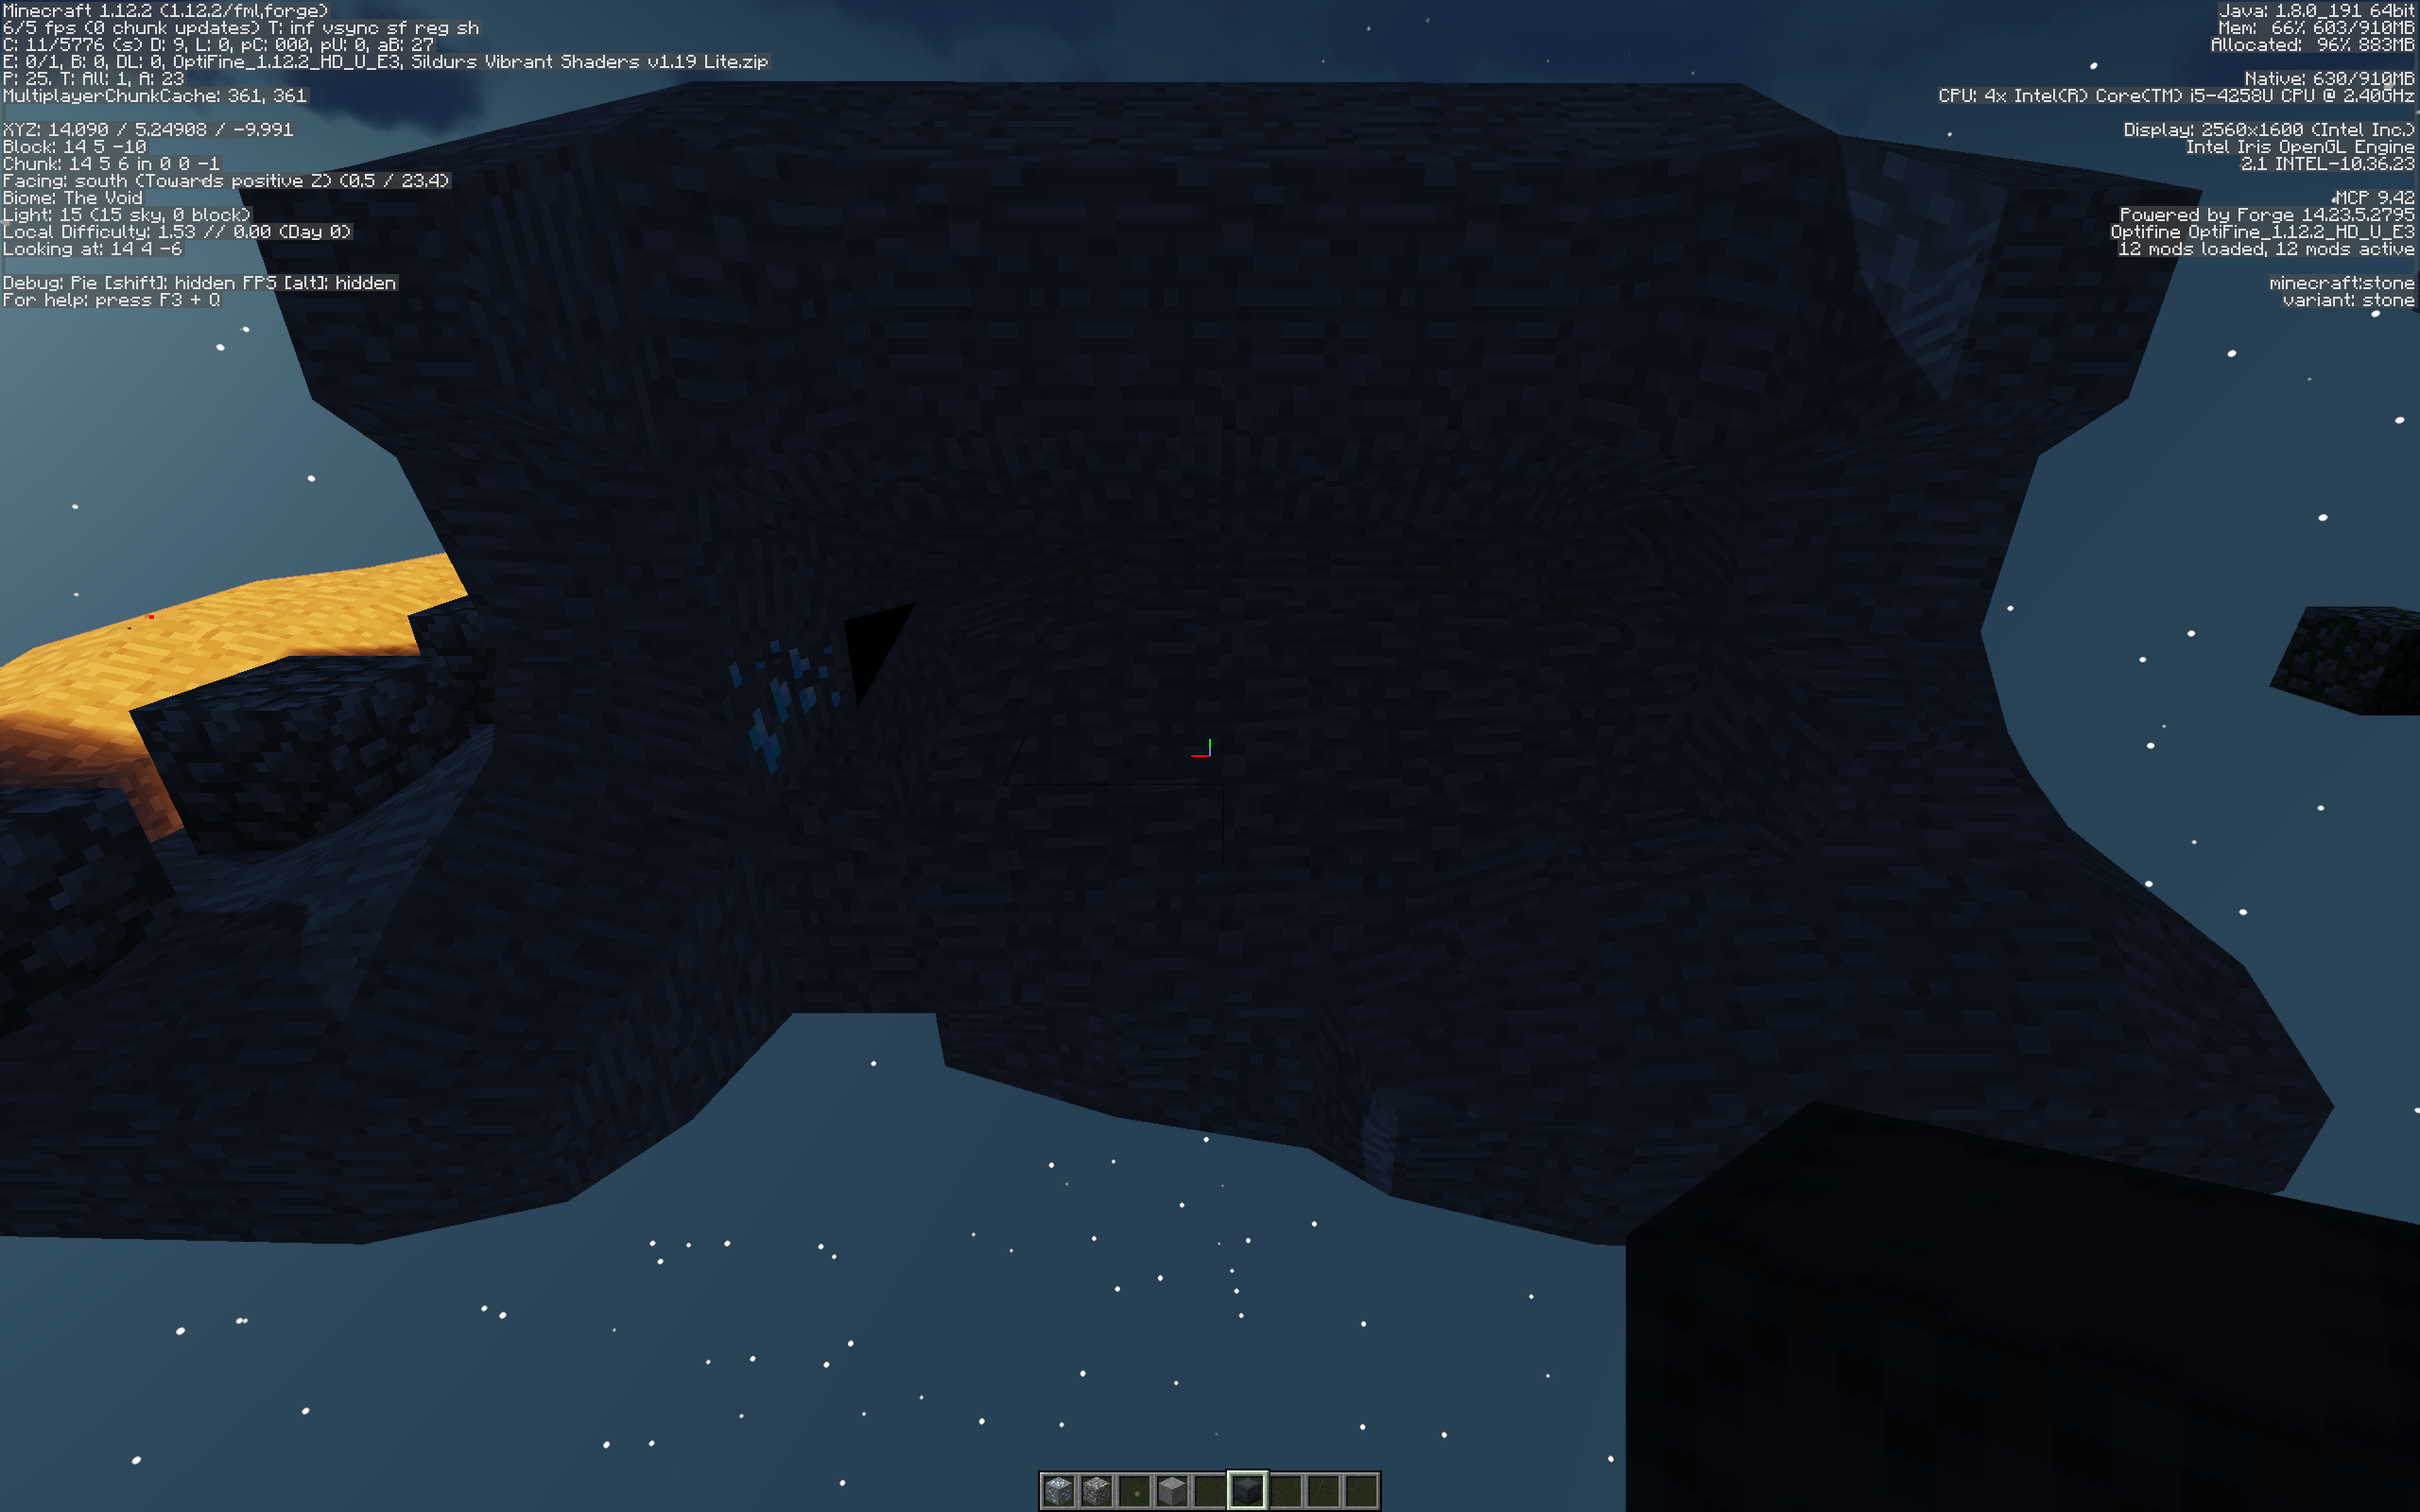 Minecraft 1.12.2 (1.12.2/fml,forge)
6/5 fps (0 chunk updates) T: inf vsync sf reg sh
C: 11/5776 (s) D: 9, L: 0, pC: 000, pU: 0, aB: 27
E: 0/1, B: 0, DL: 0, OptiFine_1.12.2_HD_U_E3, Sildurs Vibrant Shaders v1.19 Lite.zip
P: 25. T: All: 1, A: 23
MultiplayerChunkCache: 361, 361
XYZ: 14.090 / 5.24908 / -9.991
Block: 14 5 -10
Chunk: 14 5 6 in 0 0 -1
Facing: south (Towards positive Z) (0.5 / 23.4)
Biome: The Void
Light: 15 (15 sky, 0 block)
Local Difficulty: 1.53 // 0.00 (Day 0)
Looking at: 14 4 -6
Debug: Pie [shift]: hidden FPS [alt]: hidden
For help: press F3 + Q
Java: 1.8.0_191 64bit
Mem: 66% 603/910MB
Allocated: 96% 883MB
Native: 630/910MB
CPU: 4x Intel(R) Core(TM) i5-4258U CPU @ 2.40GHz
Display: 2560x1600 (Intel Inc.)
Intel Iris OpenGL Engine
2.1 INTEL-10.36.23
MCP 9.42
Powered by Forge 14.23.5.2795
Optifine OptiFine_1.12.2_HD_U_E3
12 mods loaded, 12 mods active
minecraft:stone
variant: stone